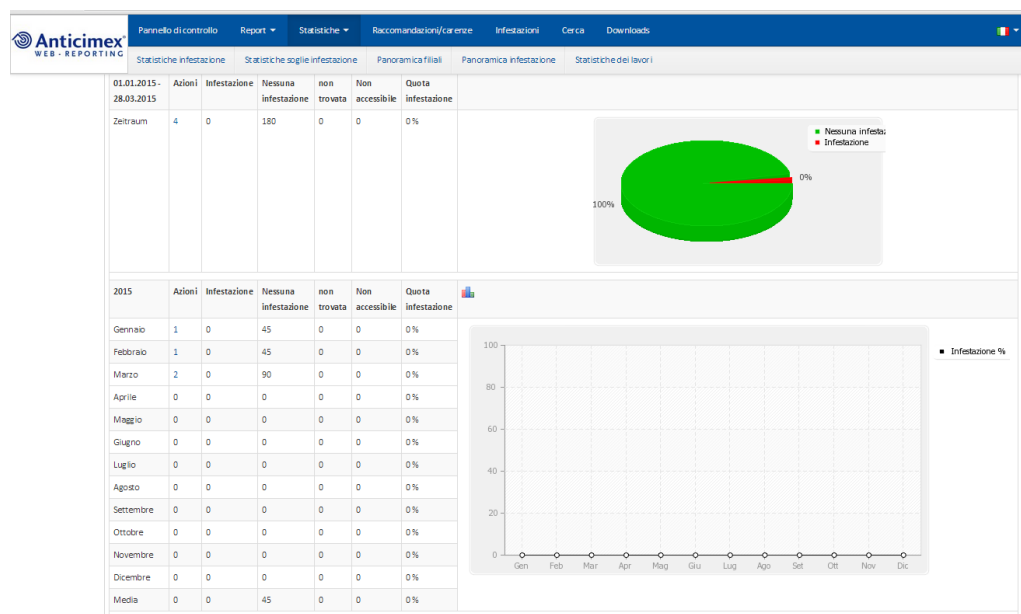 Anticimex
WEB - REPORTING
Pannello di controllo Report Statistiche Raccomandazioni/carenze Infestazioni Cerca Downloads
Statistiche infestazione Statistiche soglie infestazione Panoramica filiali Panoramica infestazione Statistiche dei lavori
01.01.2015 - Azioni Infestazione Nessuna non Non Quota
28.03.2015 infestazione trovata accessibile infestazione
Zeitraum 4 0 180 0 0 0 %
Nessuna infesta
Infestazione
0%
100%
2015 Azioni Infestazione Nessuna non Non Quota
infestazione trovata accessibile infestazione
Gennaio 1 0 45 0 0 0 %
Febbraio 1 0 45 0 0 0 %
Marzo 2 0 90 0 0 0 %
Aprile 0 0 0 0 0 0 %
Maggio 0 0 0 0 0 0 %
Giugno 0 0 0 0 0 0 %
Luglio 0 0 0 0 0 0 %
Agosto 0 0 0 0 0 0 %
Settembre 0 0 0 0 0 0 %
Ottobre 0 0 0 0 0 0 %
Novembre 0 0 0 0 0 0 %
Dicembre 0 0 0 0 0 0 %
Media 0 0 45 0 0 0 %
Infestazione %
100
80
60
40
20
0
Gen Feb Mar Apr Mag Giu Lug Ago Set Ott Nov Dic